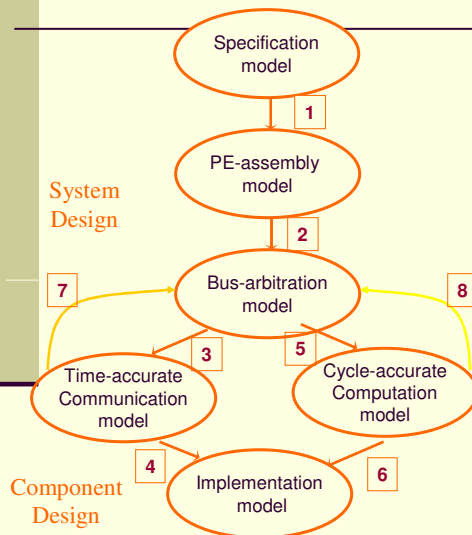 Specification
model
1
PE-assembly
model
System
Design
2
Bus-arbitration
model
7
8
3
5
Time-accurate
Communication
model
Cycle-accurate
Computation
model
4
6
Component
Design
Implementation
model